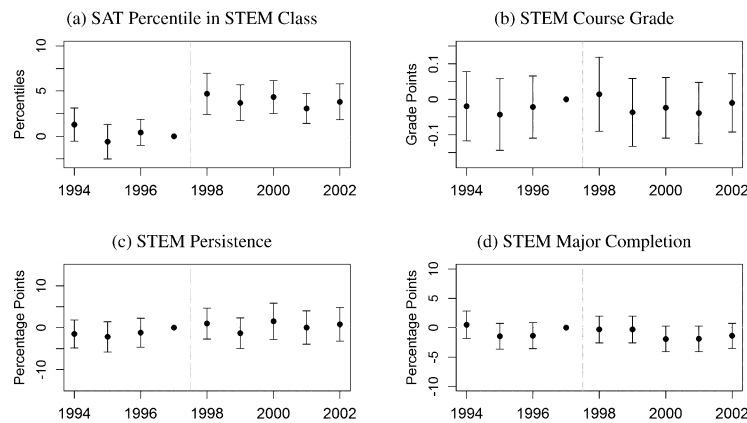 (a) SAT Percentile in STEM Class
Percentiles
10
5
0
1994 1996 1998 2000 2002
(b) STEM Course Grade
Grade Points
0.1
0
-0.1
1994 1996 1998 2000 2002
(c) STEM Persistence
Percentage Points
10
0
-10
1994 1996 1998 2000 2002
(d) STEM Major Completion
Percentage Points
10
5
0
-5
-10
1994 1996 1998 2000 2002